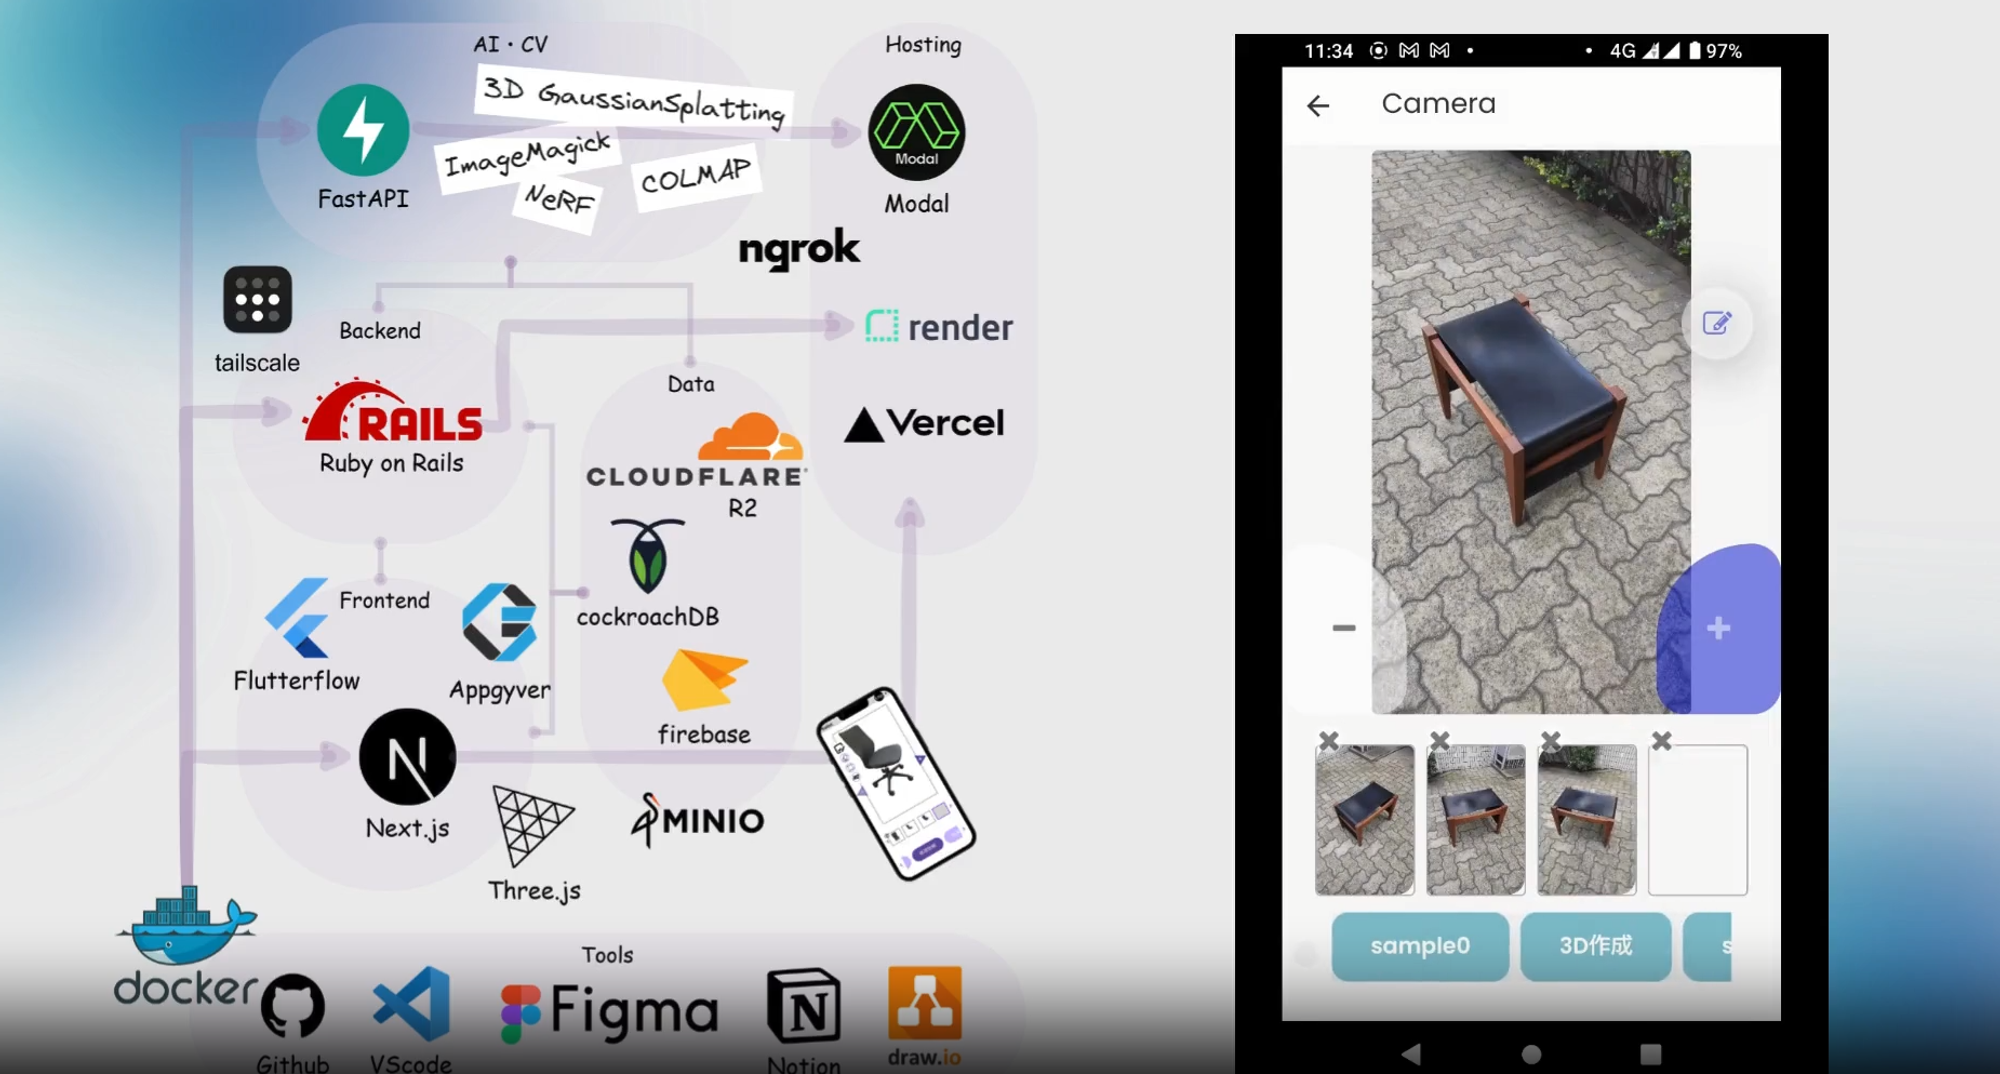 AI・CV
3D GaussianSplatting
ImageMagick
NeRF
COLMAP
FastAPI
Hosting
Modal
Modal
ngrok
render
Vercel
tailscale
Backend
RAILS
Ruby on Rails
Data
CLOUDFLARE
R2
cockroachDB
firebase
MINIO
Frontend
Flutterflow
Appgyver
Next.js
Three.js
docker
Tools
Github
VScode
Figma
Notion
draw.io
11:34
4G
97%
Camera
sample0
3D作成
s